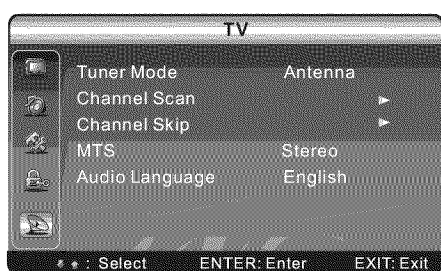 TV
Tuner Mode Antenna
Channel Scan
Channel Skip
MTS Stereo
Audio Language English
: Select ENTER: Enter EXIT: Exit